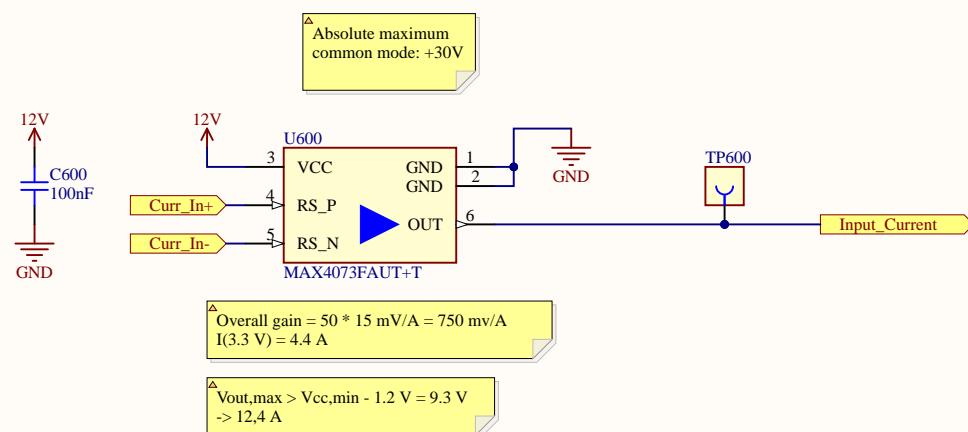 Absolute maximum
common mode: +30V
12V
C600
100nF
GND
12V
U600
3
VCC
GND
1
GND
2
GND
TP600
Curr_In+
4
RS_P
Curr_In-
5
RS_N
OUT
6
Input_Current
MAX4073FAUT+T
Overall gain = 50 * 15 mV/A = 750 mv/A
I(3.3 V) = 4.4 A
Vout,max > Vcc,min - 1.2 V = 9.3 V
-> 12,4 A